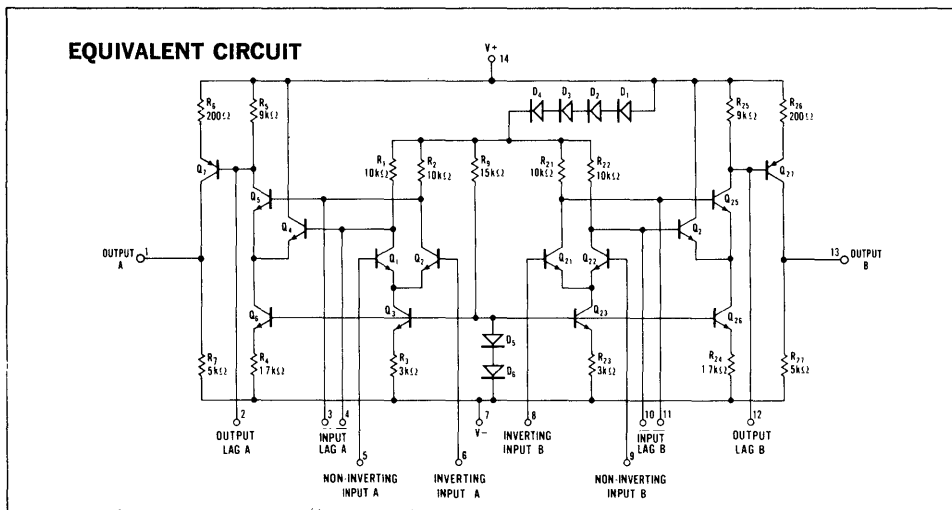 EQUIVALENT CIRCUIT
V+
14
D4 D3 D2 D1
R6
200Ω
R5
9kΩ
R25
9kΩ
R26
200Ω
R1
10kΩ
R2
10kΩ
R9
15kΩ
R21
10kΩ
R22
10kΩ
Q7
Q5
Q4
Q25
Q27
Q2
OUTPUT A
1
Q1
Q2
Q21
Q22
13
OUTPUT B
Q6
Q3
Q23
Q26
D5
D6
R7
5kΩ
R4
1.7kΩ
R3
3kΩ
R23
3kΩ
R24
1.7kΩ
R27
5kΩ
2
OUTPUT
LAG A
3 4
INPUT
LAG A
7
V–
8
INVERTING
INPUT B
10 11
INPUT
LAG B
12
OUTPUT
LAG B
5
NON-INVERTING
INPUT A
6
INVERTING
INPUT A
9
NON-INVERTING
INPUT B